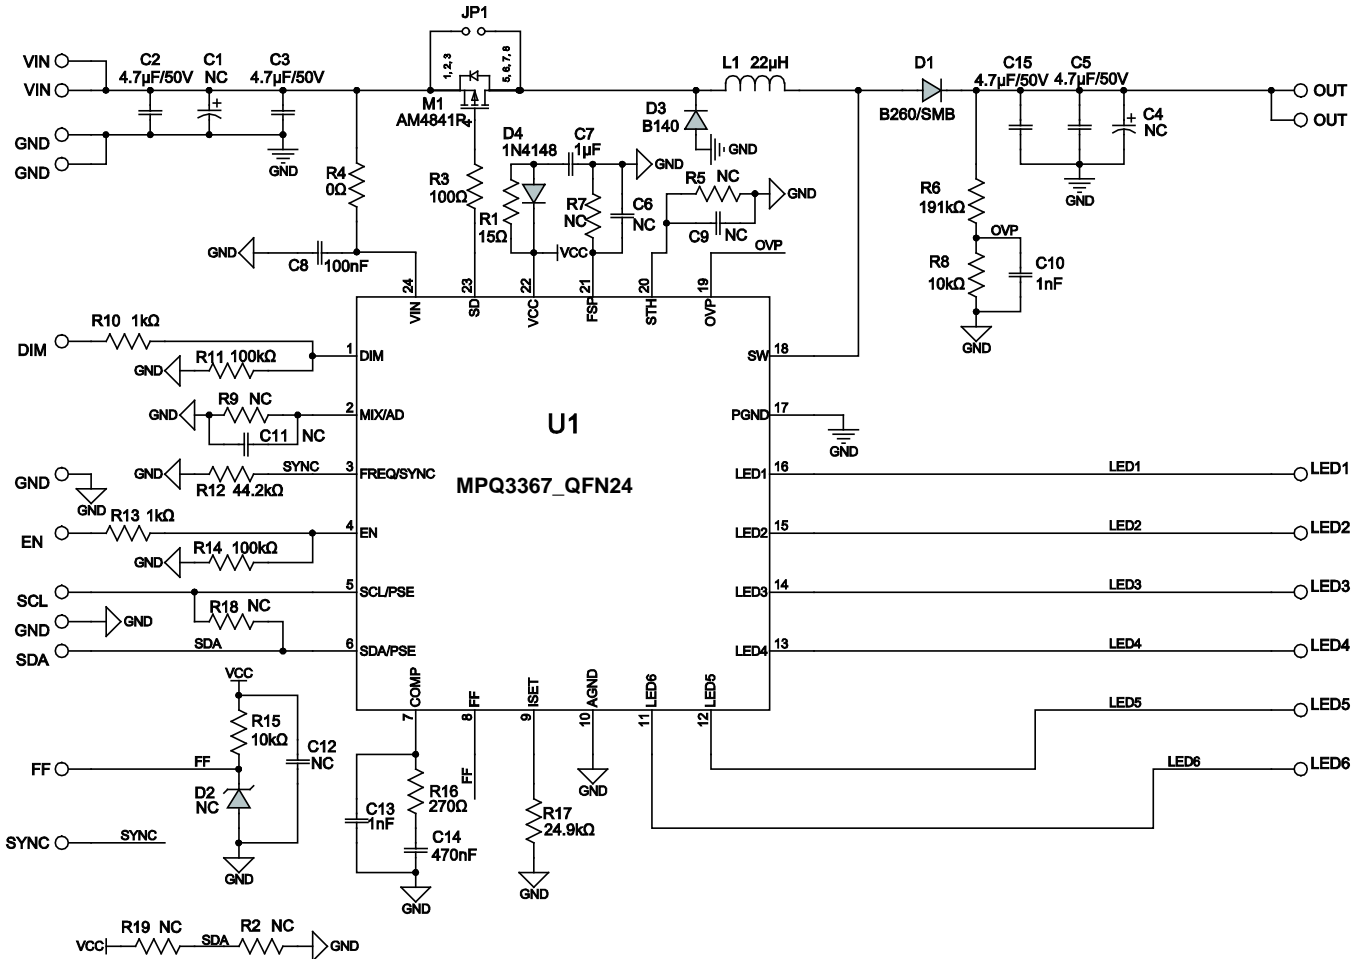 JP1
1, 2, 3
5, 6, 7, 8
VIN
VIN
GND
GND
C2
4.7µF/50V
C1
NC
C3
4.7µF/50V
GND
M1
AM4841R
L1 22µH
D1
B260/SMB
C15
4.7µF/50V
C5
4.7µF/50V
C4
NC
GND
OUT
OUT
D3
B140
GND
R4
0Ω
R3
100Ω
D4
1N4148
R1
15Ω
C7
1µF
GND
R7
NC
C6
NC
VCC
R5 NC
GND
C9 NC
OVP
R6
191kΩ
OVP
R8
10kΩ
C10
1nF
GND
GND
C8 100nF
24
VIN
23
SD
22
VCC
21
FSP
20
STH
19
OVP
DIM
R10 1kΩ
GND
R11 100kΩ
1 DIM
GND
R9 NC
C11 NC
2 MIX/AD
GND
R12 44.2kΩ
SYNC
3 FREQ/SYNC
GND
GND
EN
R13 1kΩ
GND
R14 100kΩ
4 EN
SCL
5 SCL/PSE
GND
GND
R18 NC
SDA
SDA
6 SDA/PSE
U1
MPQ3367_QFN24
SW 18
PGND 17
GND
LED1 16
LED1
LED1
LED2 15
LED2
LED2
LED3 14
LED3
LED3
LED4 13
LED4
LED4
COMP
7
FF
8
ISET
9
AGND
10
LED6
11
LED5
12
LED5
LED5
LED6
LED6
VCC
R15
10kΩ
C12
NC
FF
FF
D2
NC
GND
SYNC
SYNC
C13
1nF
R16
270Ω
C14
470nF
GND
FF
R17
24.9kΩ
GND
GND
VCC
R19 NC
SDA
R2 NC
GND